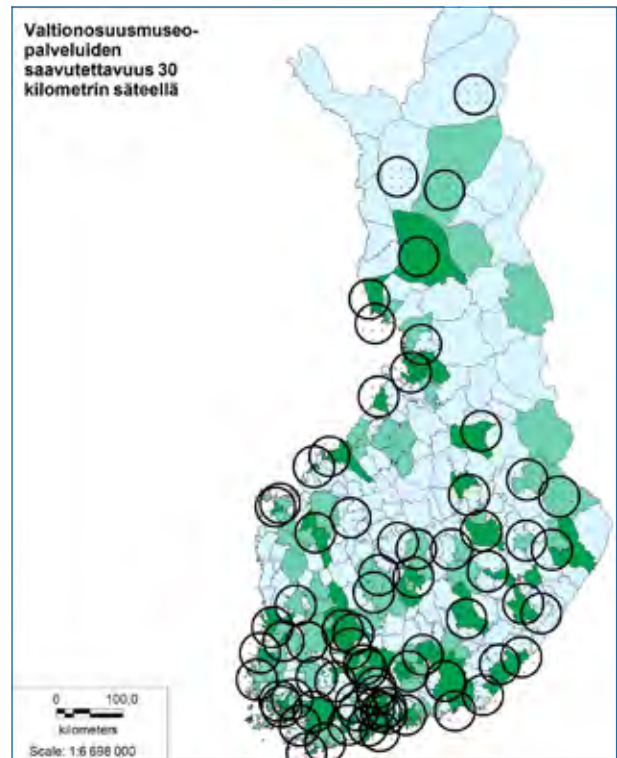 Valtionosuusmuseo-
palveluiden
saavutettavuus 30
kilometrin säteellä
0 100,0
kilometers
Scale: 1:6 698 000